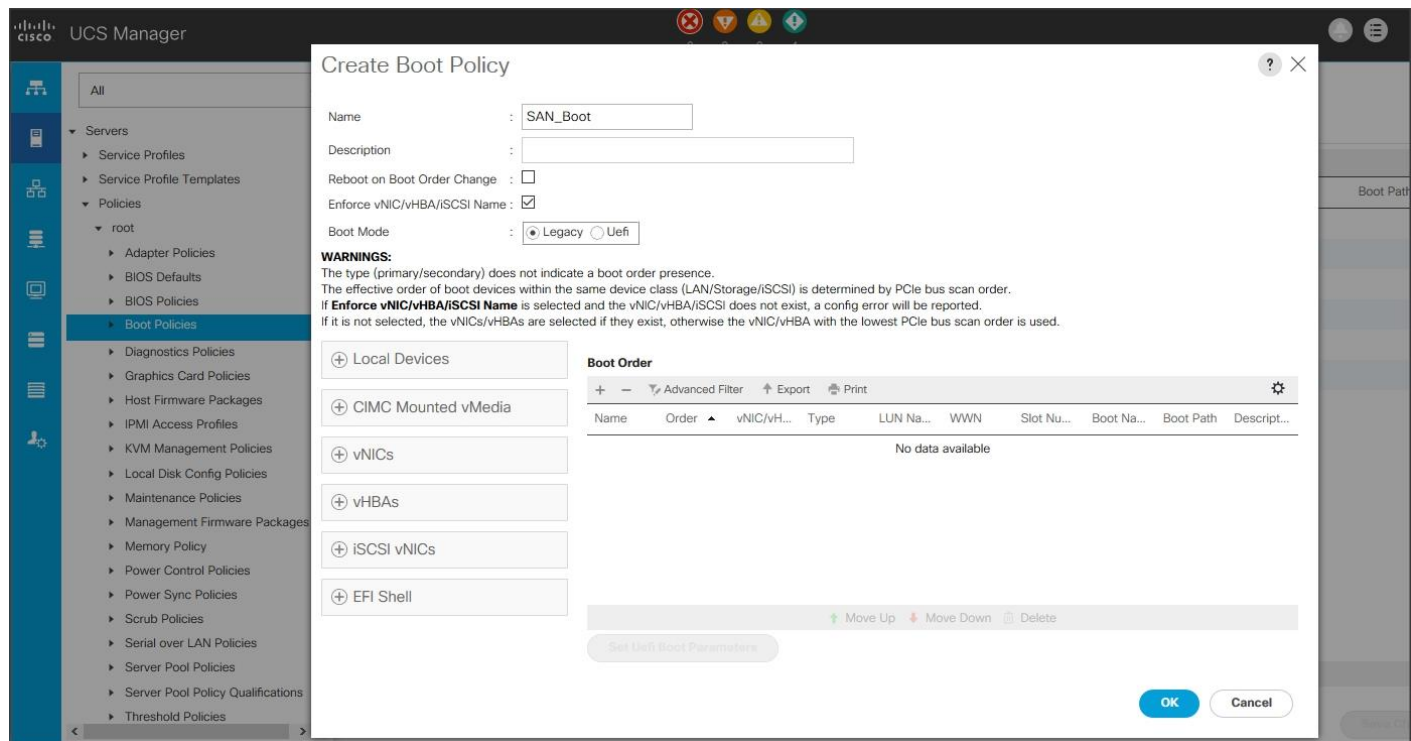 cisco UCS Manager
Create Boot Policy
?
All
Servers
Service Profiles
Service Profile Templates
Policies
root
Adapter Policies
BIOS Defaults
BIOS Policies
Boot Policies
Diagnostics Policies
Graphics Card Policies
Host Firmware Packages
IPMI Access Profiles
KVM Management Policies
Local Disk Config Policies
Maintenance Policies
Management Firmware Packages
Memory Policy
Power Control Policies
Power Sync Policies
Scrub Policies
Serial over LAN Policies
Server Pool Policies
Server Pool Policy Qualifications
Threshold Policies
Name : SAN_Boot
Description :
Reboot on Boot Order Change :
Enforce vNIC/vHBA/iSCSI Name :
Boot Mode : Legacy Uefi
WARNINGS:
The type (primary/secondary) does not indicate a boot order presence.
The effective order of boot devices within the same device class (LAN/Storage/iSCSI) is determined by PCIe bus scan order.
If Enforce vNIC/vHBA/iSCSI Name is selected and the vNIC/vHBA/iSCSI does not exist, a config error will be reported.
If it is not selected, the vNICs/vHBAs are selected if they exist, otherwise the vNIC/vHBA with the lowest PCIe bus scan order is used.
Local Devices
CIMC Mounted vMedia
vNICs
vHBAs
iSCSI vNICs
EFI Shell
Boot Order
+ − Advanced Filter Export Print
Name Order vNIC/vH... Type LUN Na... WWN Slot Nu... Boot Na... Boot Path Descript...
No data available
Move Up Move Down Delete
Set Uefi Boot Parameters
OK Cancel
Boot Path